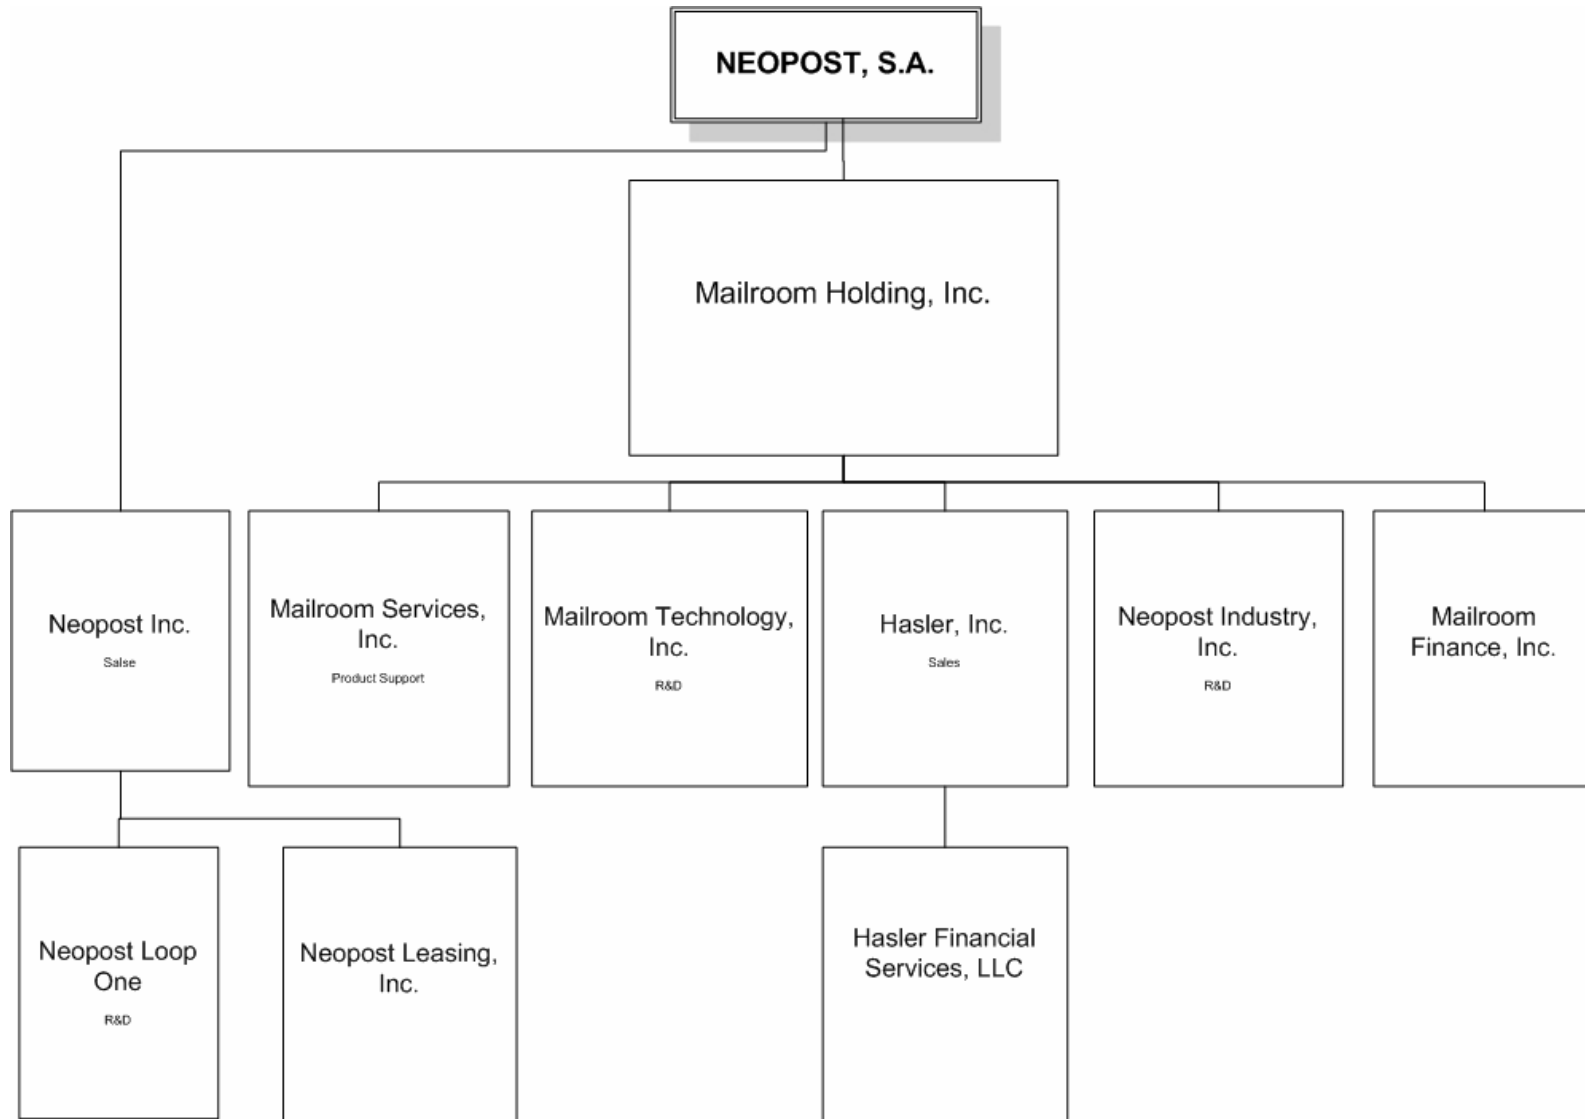 NEOPOST, S.A.
Mailroom Holding, Inc.
Neopost Inc.
Salse
Mailroom Services,
Inc.
Product Support
Mailroom Technology,
Inc.
R&D
Hasler, Inc.
Sales
Neopost Industry,
Inc.
R&D
Mailroom
Finance, Inc.
Neopost Loop
One
R&D
Neopost Leasing,
Inc.
Hasler Financial
Services, LLC